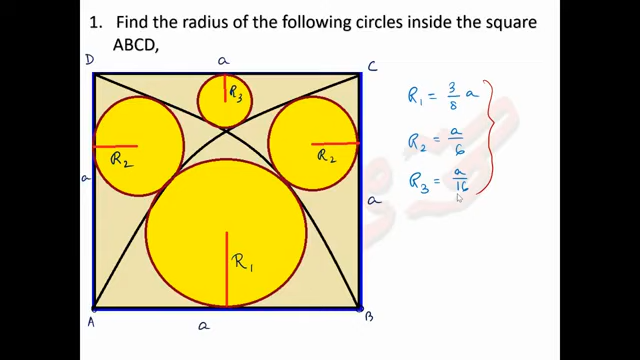 1. Find the radius of the following circles inside the square
ABCD,
D a C
R3
R1 = 3/8 a
R2 R2
R2 = a/6
a
R3 = a/16
a
R1
A a B